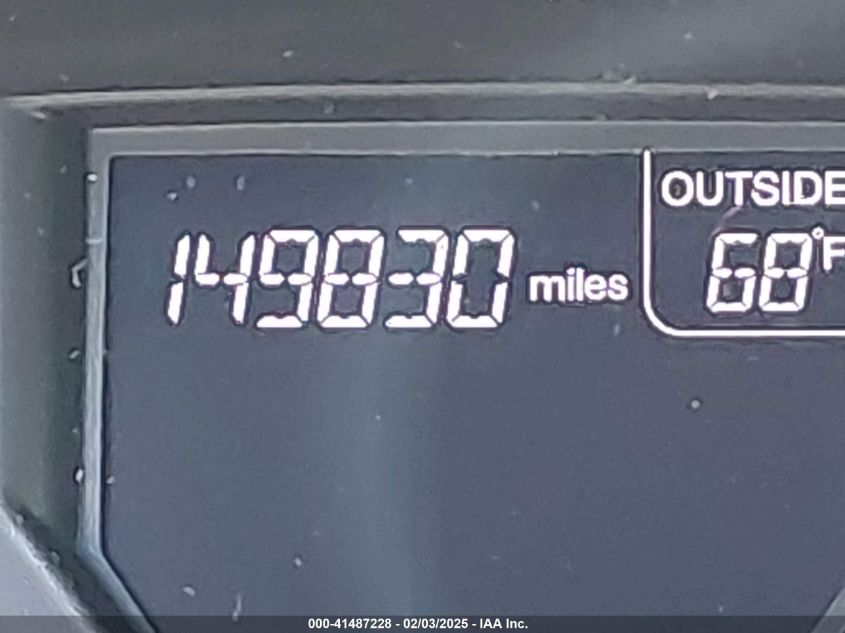 OUTSIDE
149830 miles
68°F
000-41487228 - 02/03/2025 - IAA Inc.